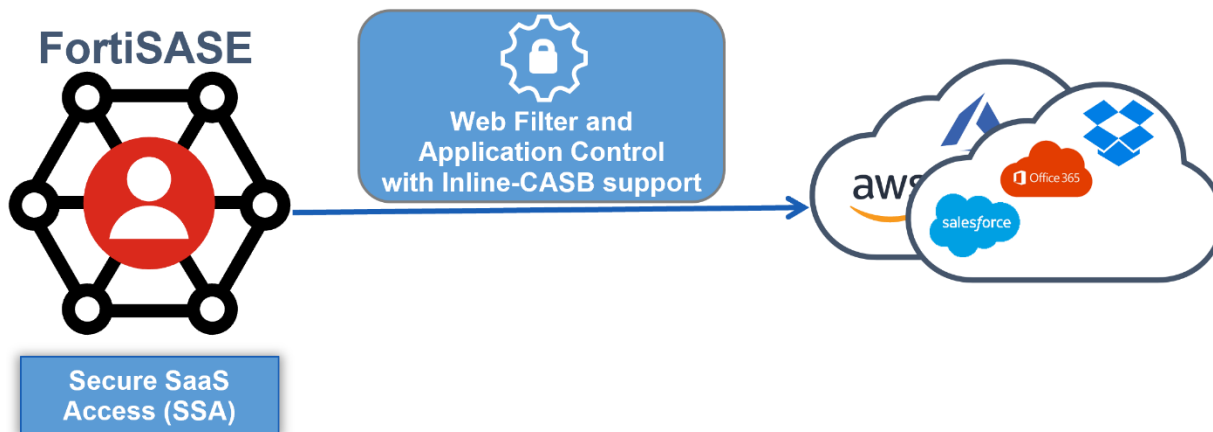 FortiSASE
Web Filter and
Application Control
with Inline-CASB support
aws
Office 365
salesforce
Secure SaaS
Access (SSA)